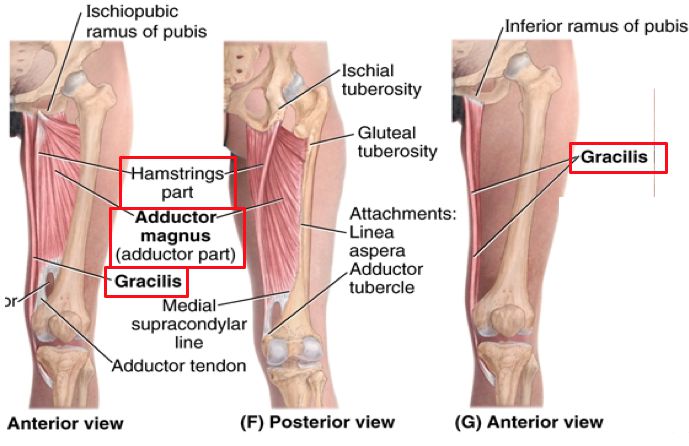 Ischiopubic
ramus of pubis
Hamstrings
part
Adductor
magnus
(adductor part)
Gracilis
or
Adductor tendon
Anterior view
Ischial
tuberosity
Gluteal
tuberosity
Attachments:
Linea
aspera
Adductor
tubercle
Medial
supracondylar
line
(F) Posterior view
Inferior ramus of pubis
Gracilis
(G) Anterior view